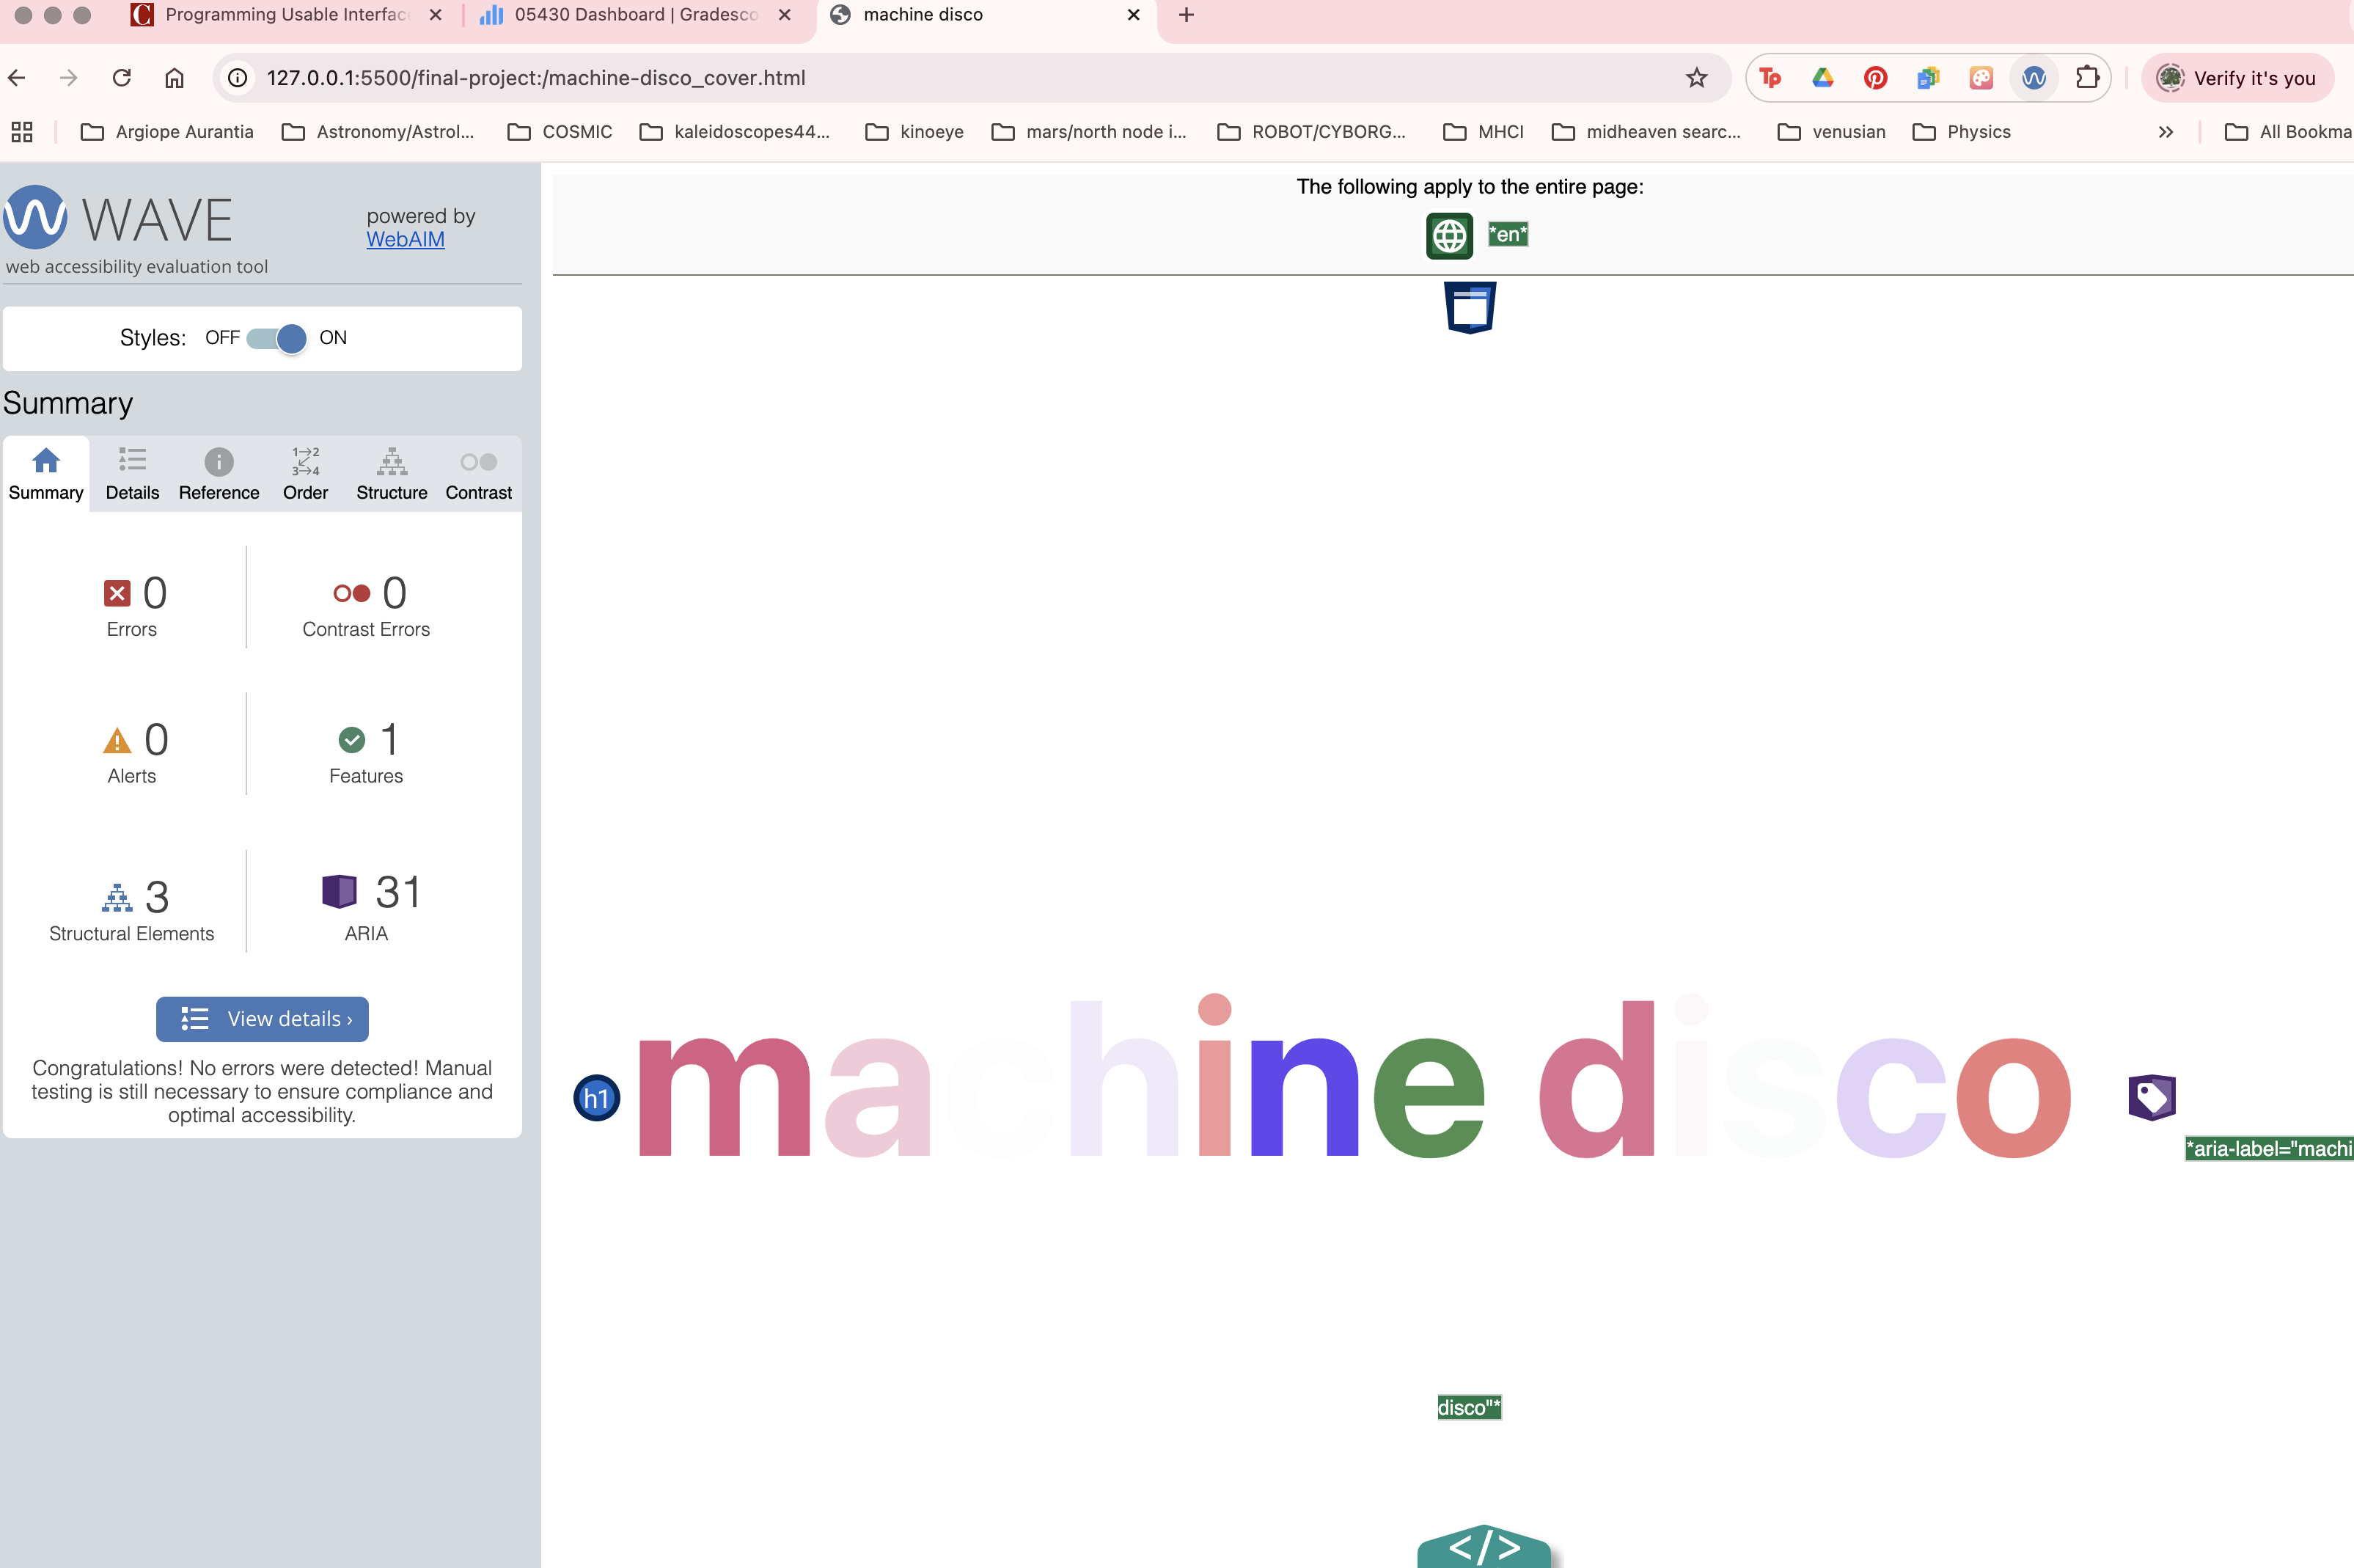 Programming Usable Interfac
05430 Dashboard | Gradesco
machine disco
127.0.0.1:5500/final-project:/machine-disco_cover.html
Tp
Verify it's you
Argiope Aurantia
Astronomy/Astrol...
COSMIC
kaleidoscopes44...
kinoeye
mars/north node i...
ROBOT/CYBORG...
MHCI
midheaven searc...
venusian
Physics
All Bookma
WAVE
powered by
WebAIM
web accessibility evaluation tool
Styles: OFF ON
Summary
Summary
Details
Reference
Order
Structure
Contrast
0
Errors
0
Contrast Errors
0
Alerts
1
Features
3
Structural Elements
31
ARIA
View details ›
Congratulations! No errors were detected! Manual
testing is still necessary to ensure compliance and
optimal accessibility.
The following apply to the entire page:
*en*
h1
machine disco
*aria-label="machi
disco"*
</>